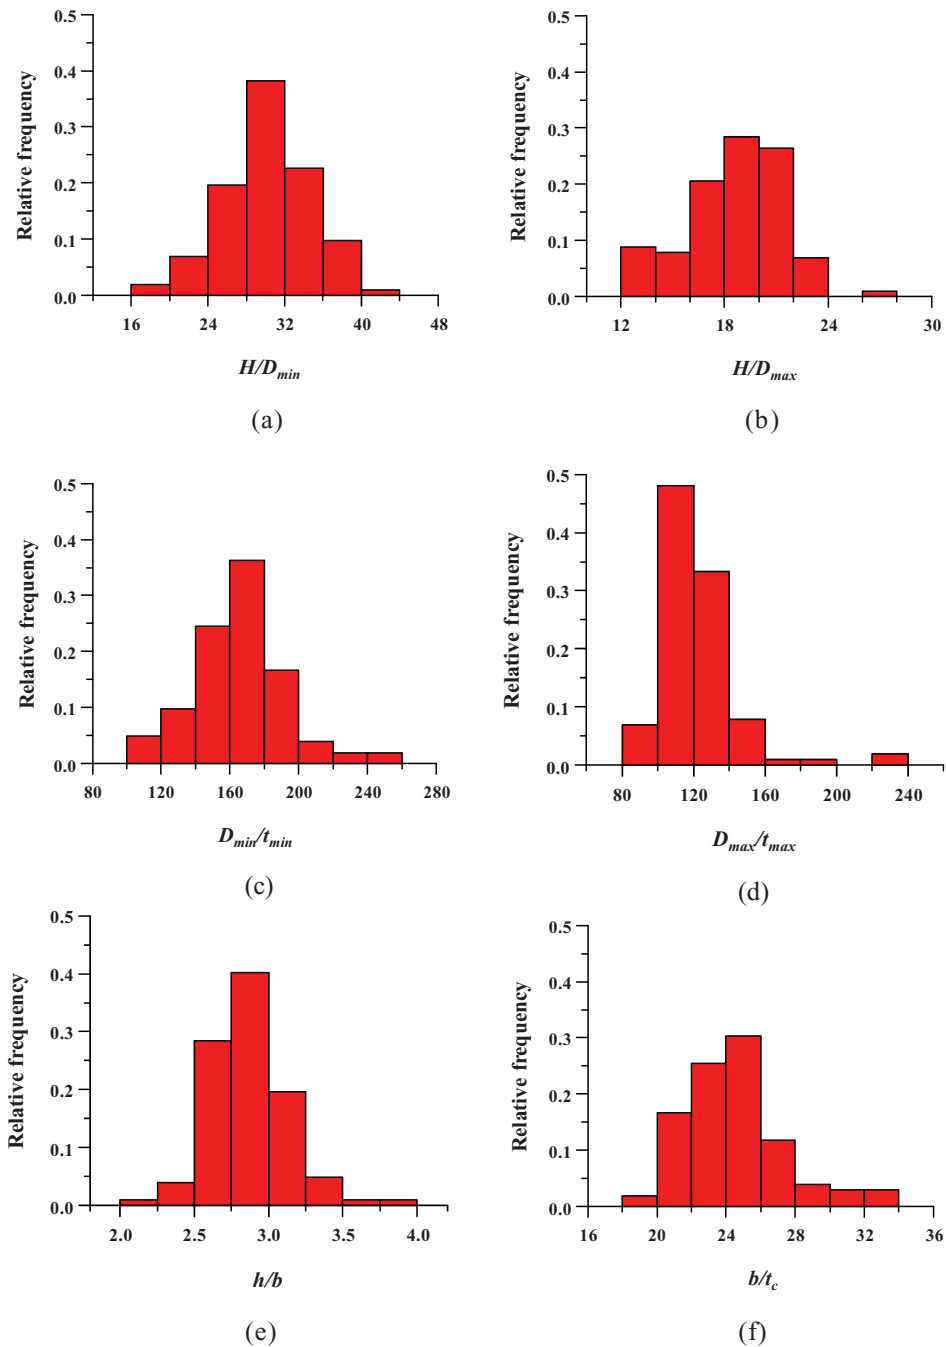 0.5
0.4
0.3
0.2
0.1
0.0
Relative frequency
16 24 32 40 48
H/Dmin
(a)
0.5
0.4
0.3
0.2
0.1
0.0
Relative frequency
12 18 24 30
H/Dmax
(b)
0.5
0.4
0.3
0.2
0.1
0.0
Relative frequency
80 120 160 200 240 280
Dmin/tmin
(c)
0.5
0.4
0.3
0.2
0.1
0.0
Relative frequency
80 120 160 200 240
Dmax/tmax
(d)
0.5
0.4
0.3
0.2
0.1
0.0
Relative frequency
2.0 2.5 3.0 3.5 4.0
h/b
(e)
0.5
0.4
0.3
0.2
0.1
0.0
Relative frequency
16 20 24 28 32 36
b/tc
(f)